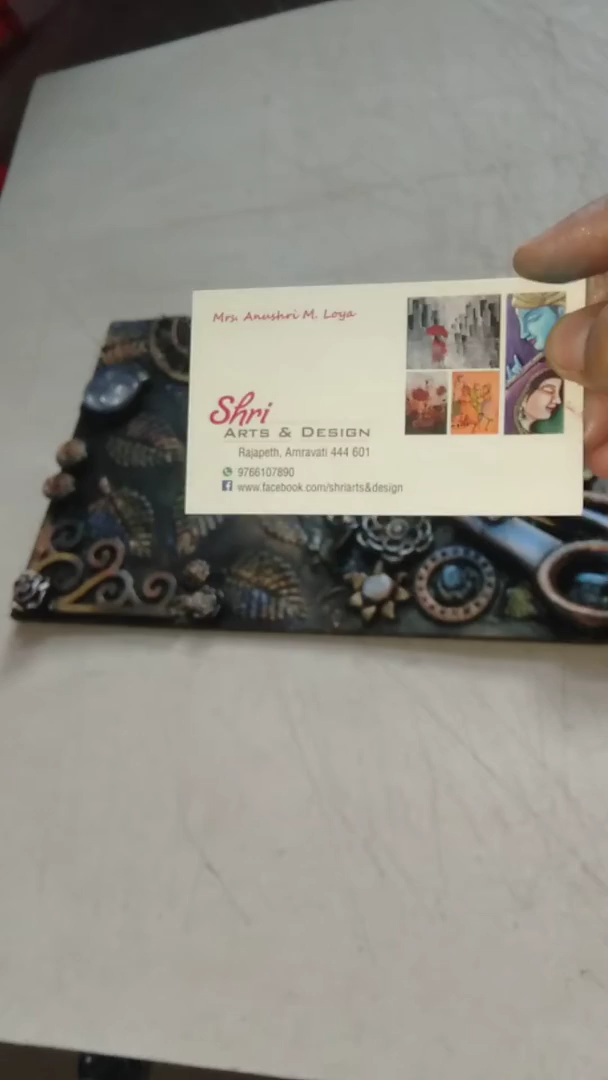 Mrs. Anushri M. Loya
Shri
ARTS & DESIGN
Rajapeth, Amravati 444 601
9766107890
www.facebook.com/shriarts&design